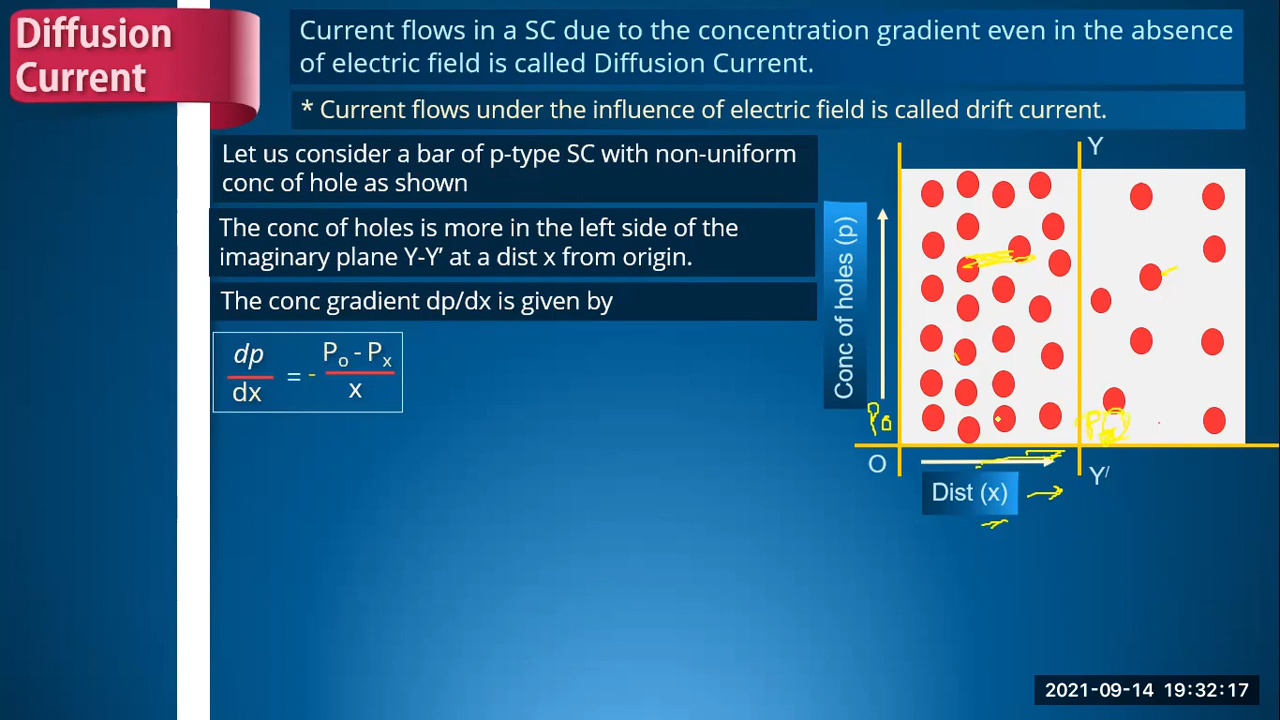 Diffusion
Current
Current flows in a SC due to the concentration gradient even in the absence
of electric field is called Diffusion Current.
* Current flows under the influence of electric field is called drift current.
Let us consider a bar of p-type SC with non-uniform
conc of hole as shown
The conc of holes is more in the left side of the
imaginary plane Y-Y’ at a dist x from origin.
The conc gradient dp/dx is given by
dp/dx = - Po - Px/x
Y
Conc of holes (p)
Po
O
Dist (x)
Y/
2021-09-14 19:32:17